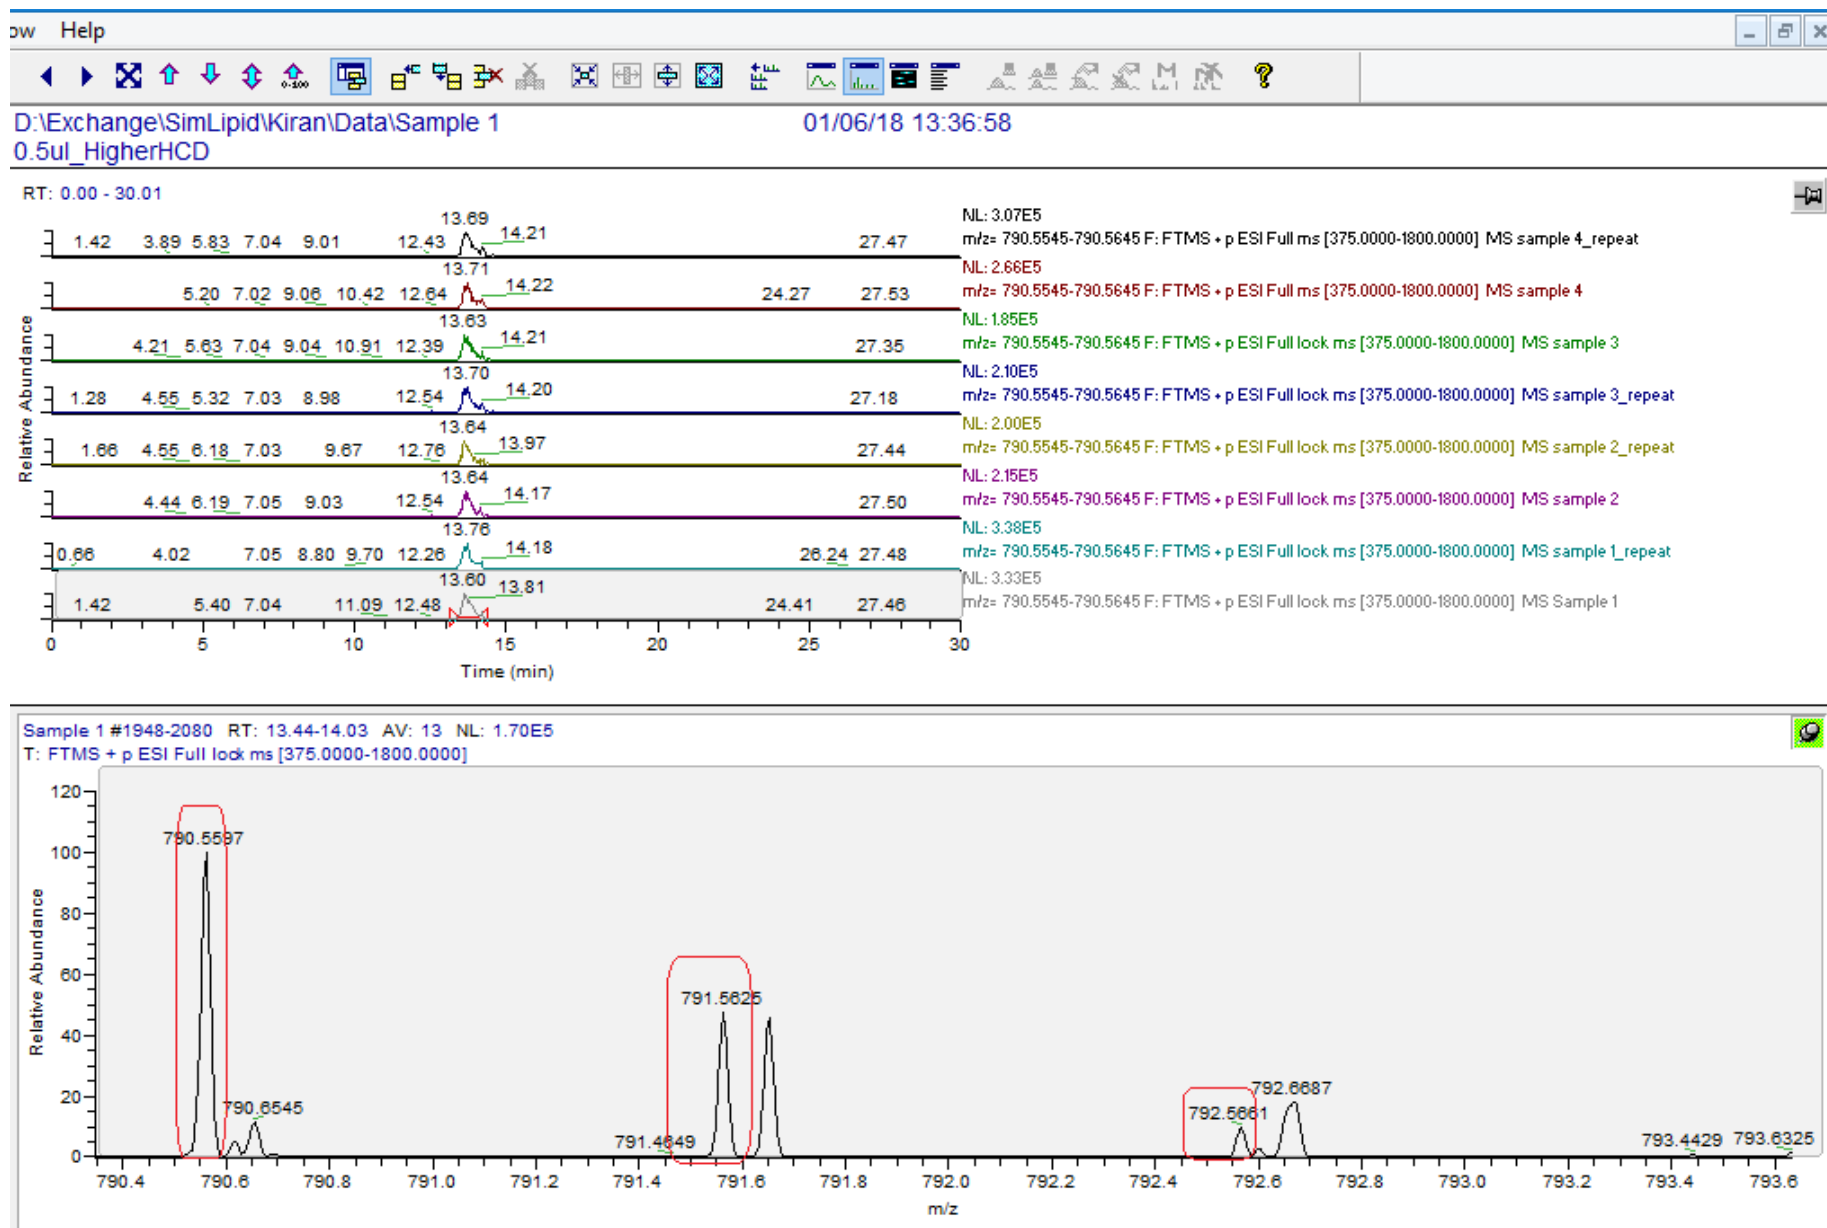 ow Help
0..100
D:\Exchange\SimLipid\Kiran\Data\Sample 1 01/06/18 13:36:58
0.5ul_HigherHCD
RT: 0.00 - 30.01
NL: 3.07E5
1.42 3.89 5.83 7.04 9.01 12.43 13.69 14.21 27.47 m/z= 790.5545-790.5645 F: FTMS + p ESI Full ms [375.0000-1800.0000] MS sample 4_repeat
NL: 2.66E5
5.20 7.02 9.06 10.42 12.64 13.71 14.22 24.27 27.53 m/z= 790.5545-790.5645 F: FTMS + p ESI Full ms [375.0000-1800.0000] MS sample 4
NL: 1.85E5
4.21 5.63 7.04 9.04 10.91 12.39 13.63 14.21 27.35 m/z= 790.5545-790.5645 F: FTMS + p ESI Full lock ms [375.0000-1800.0000] MS sample 3
NL: 2.10E5
1.28 4.55 5.32 7.03 8.98 12.54 13.70 14.20 27.18 m/z= 790.5545-790.5645 F: FTMS + p ESI Full lock ms [375.0000-1800.0000] MS sample 3_repeat
NL: 2.00E5
1.66 4.55 6.18 7.03 9.67 12.76 13.64 13.97 27.44 m/z= 790.5545-790.5645 F: FTMS + p ESI Full lock ms [375.0000-1800.0000] MS sample 2_repeat
NL: 2.15E5
4.44 6.19 7.05 9.03 12.54 13.64 14.17 27.50 m/z= 790.5545-790.5645 F: FTMS + p ESI Full lock ms [375.0000-1800.0000] MS sample 2
NL: 3.38E5
0.66 4.02 7.05 8.80 9.70 12.26 13.76 14.18 26.24 27.48 m/z= 790.5545-790.5645 F: FTMS + p ESI Full lock ms [375.0000-1800.0000] MS sample 1_repeat
NL: 3.33E5
1.42 5.40 7.04 11.09 12.48 13.60 13.81 24.41 27.46 m/z= 790.5545-790.5645 F: FTMS + p ESI Full lock ms [375.0000-1800.0000] MS Sample 1
Relative Abundance
0 5 10 15 20 25 30
Time (min)
Sample 1 #1948-2080 RT: 13.44-14.03 AV: 13 NL: 1.70E5
T: FTMS + p ESI Full lock ms [375.0000-1800.0000]
120
790.5597
100
80
Relative Abundance
60
791.5625
40
20
790.6545
792.6687
792.5661
791.4649
793.4429 793.6325
0
790.4 790.6 790.8 791.0 791.2 791.4 791.6 791.8 792.0 792.2 792.4 792.6 792.8 793.0 793.2 793.4 793.6
m/z